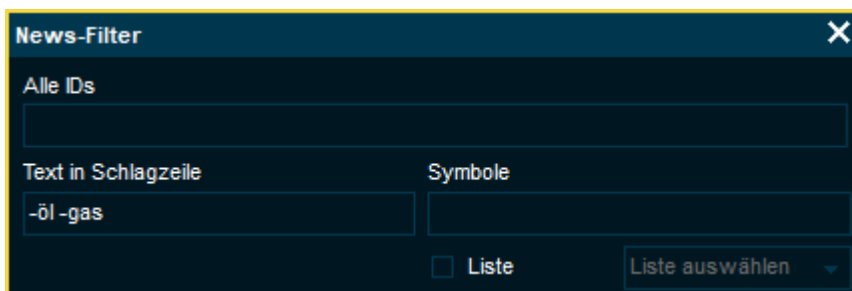 News-Filter
Alle IDs
Text in Schlagzeile Symbole
-öl -gas
Liste Liste auswählen